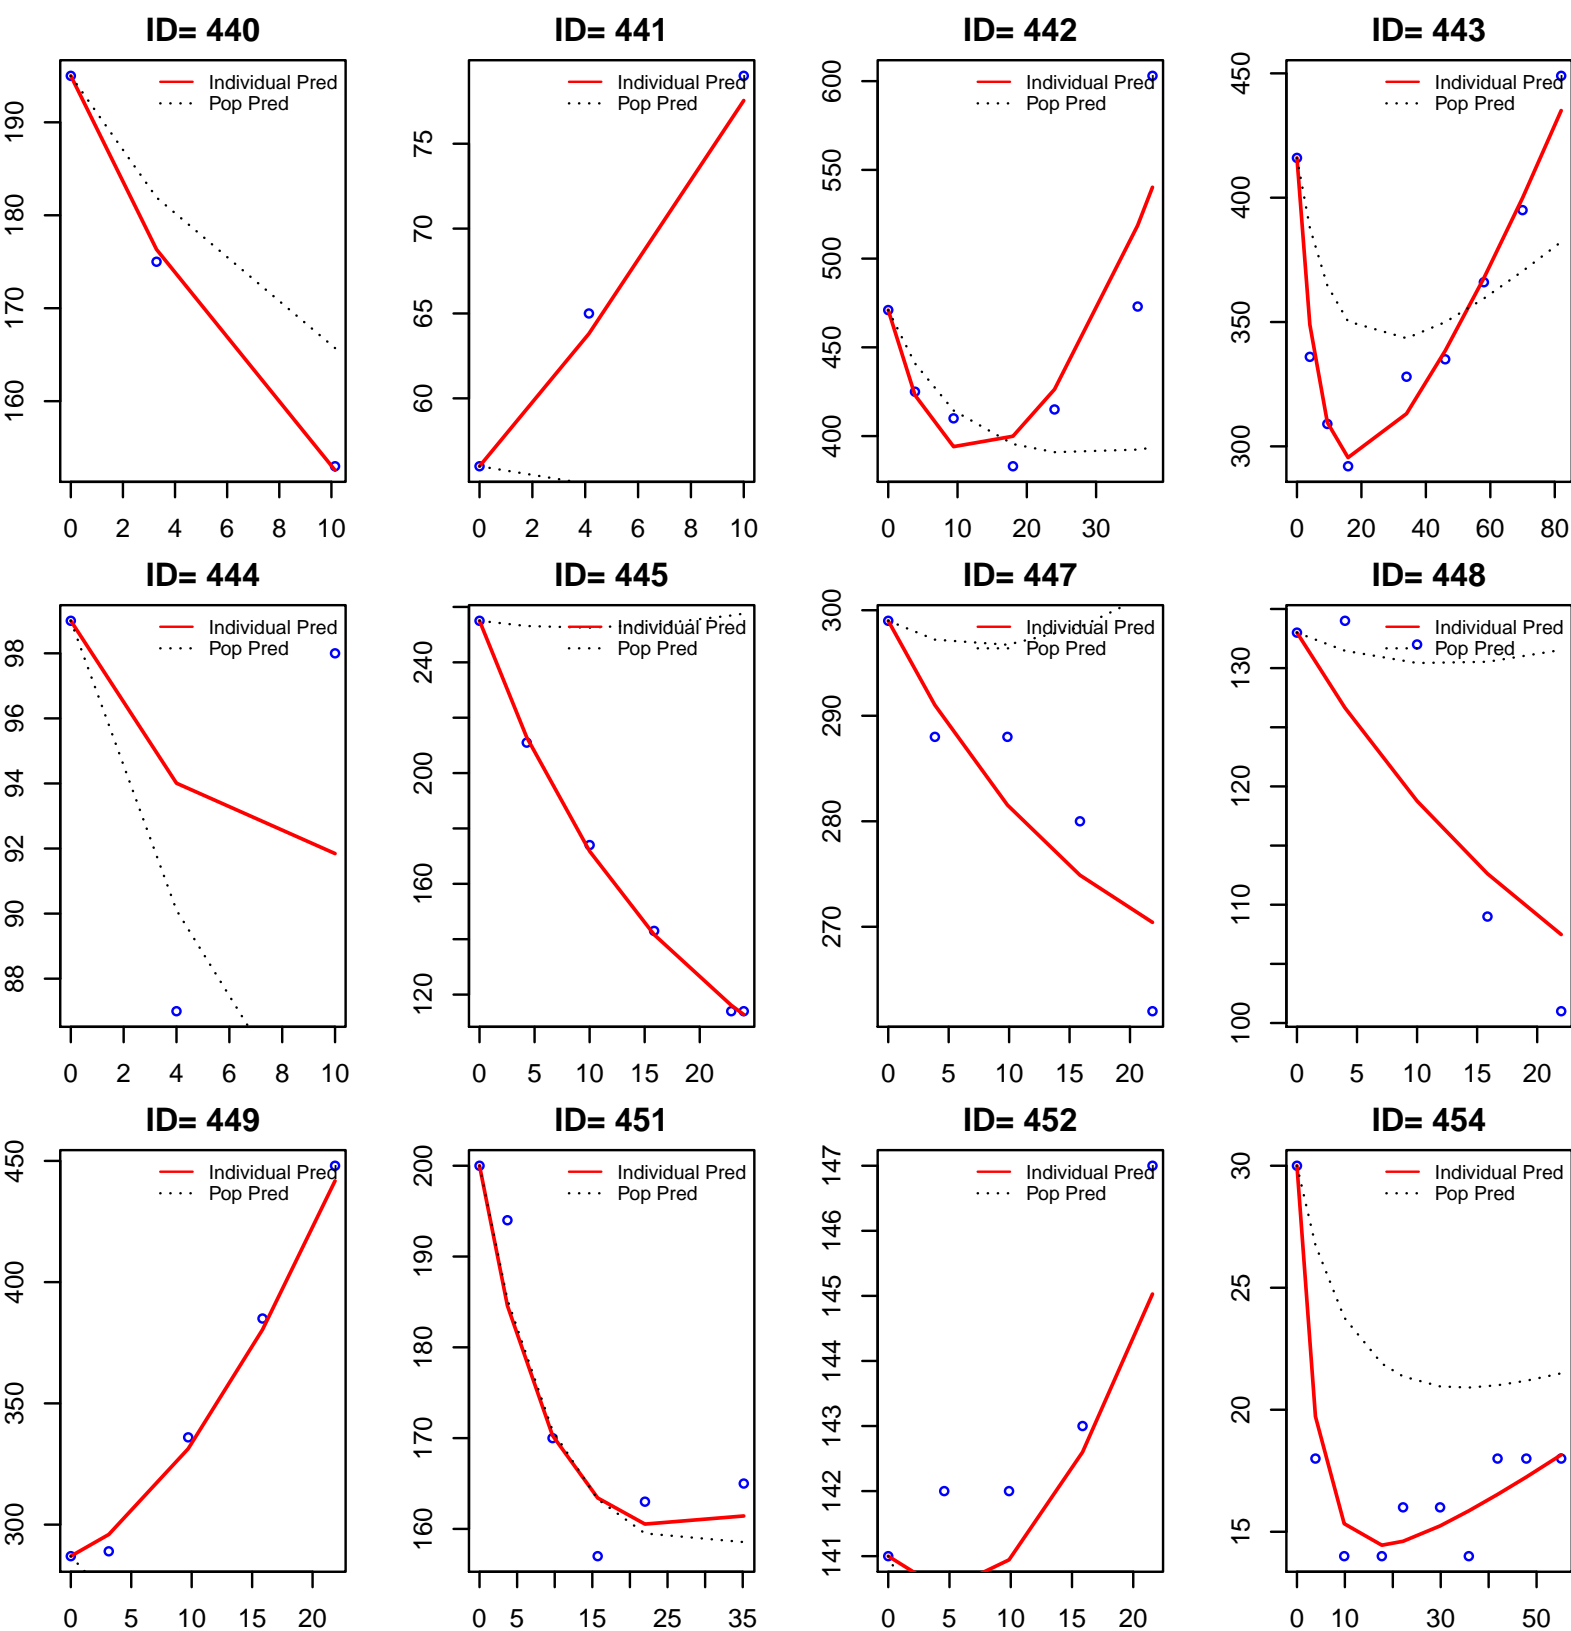 ID= 440
Individual Pred
Pop Pred
190
180
170
160
0 2 4 6 8 10
ID= 441
Individual Pred
Pop Pred
75
70
65
60
0 2 4 6 8 10
ID= 442
Individual Pred
Pop Pred
600
550
500
450
400
0 10 20 30
ID= 443
Individual Pred
Pop Pred
450
400
350
300
0 20 40 60 80
ID= 444
Individual Pred
Pop Pred
98
96
94
92
90
88
0 2 4 6 8 10
ID= 445
Individual Pred
Pop Pred
240
200
160
120
0 5 10 15 20
ID= 447
Individual Pred
Pop Pred
300
290
280
270
0 5 10 15 20
ID= 448
Individual Pred
Pop Pred
130
120
110
100
0 5 10 15 20
ID= 449
Individual Pred
Pop Pred
450
400
350
300
0 5 10 15 20
ID= 451
Individual Pred
Pop Pred
200
190
180
170
160
0 5 15 25 35
ID= 452
Individual Pred
Pop Pred
147
146
145
144
143
142
141
0 5 10 15 20
ID= 454
Individual Pred
Pop Pred
30
25
20
15
0 10 30 50